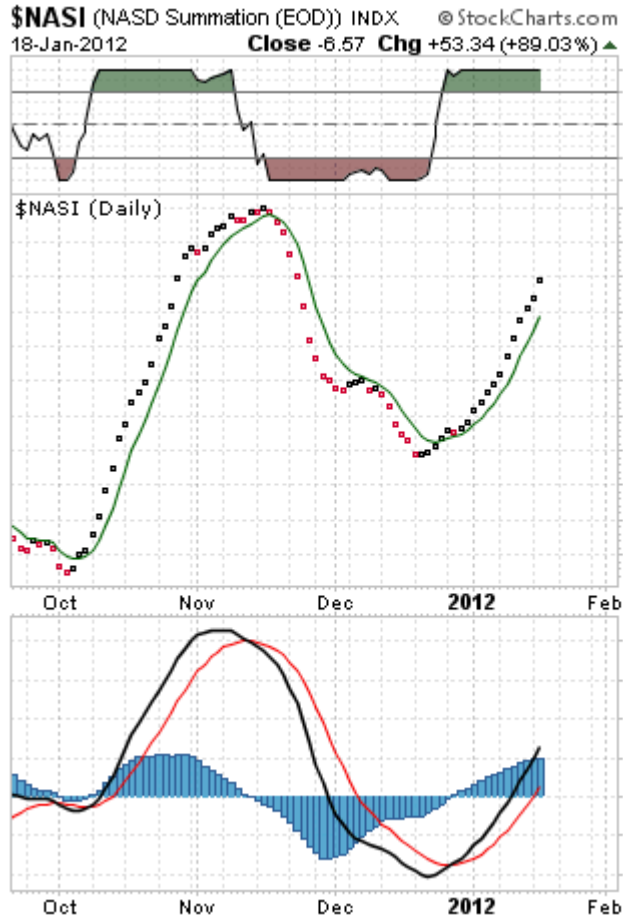 $NASI (NASD Summation (EOD)) INDX © StockCharts.com
18-Jan-2012 Close -6.57 Chg +53.34 (+89.03%) ▲
$NASI (Daily)
Oct Nov Dec 2012 Feb
Oct Nov Dec 2012 Feb